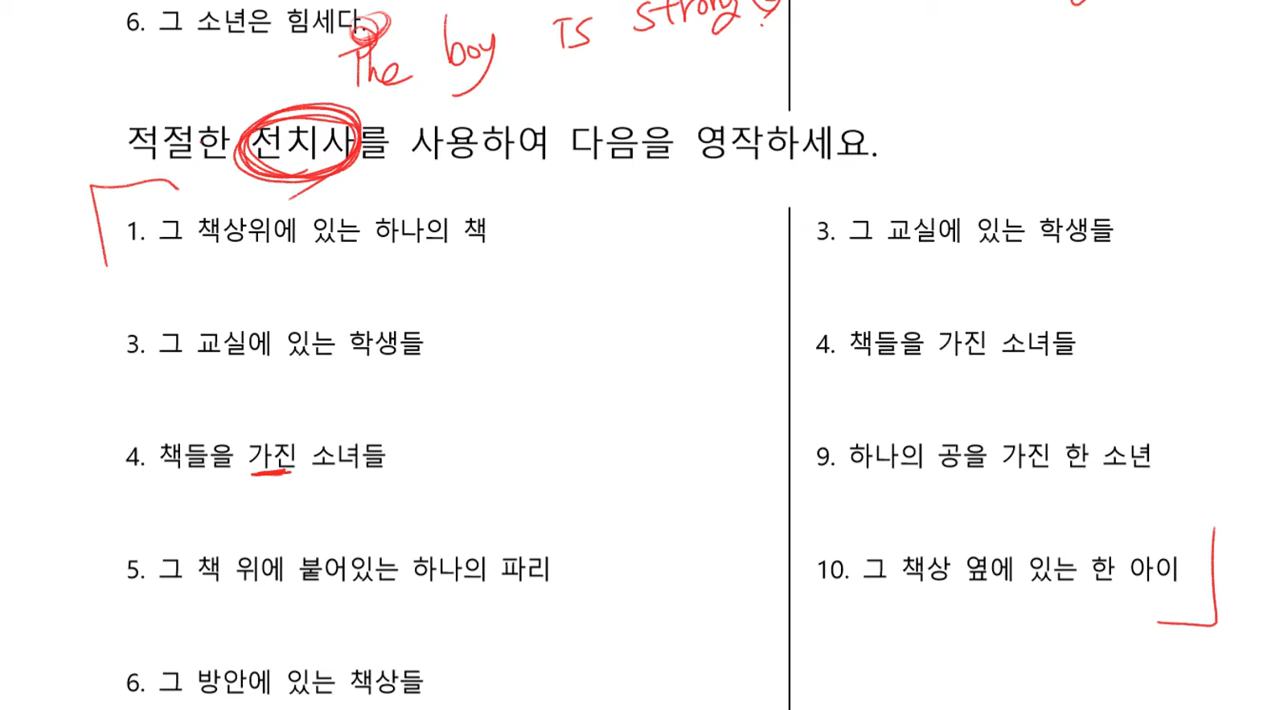 6. 그 소년은 힘세다.
The boy is strong
적절한 전치사를 사용하여 다음을 영작하세요.
1. 그 책상위에 있는 하나의 책
3. 그 교실에 있는 학생들
4. 책들을 가진 소녀들
5. 그 책 위에 붙어있는 하나의 파리
6. 그 방안에 있는 책상들
3. 그 교실에 있는 학생들
4. 책들을 가진 소녀들
9. 하나의 공을 가진 한 소년
10. 그 책상 옆에 있는 한 아이